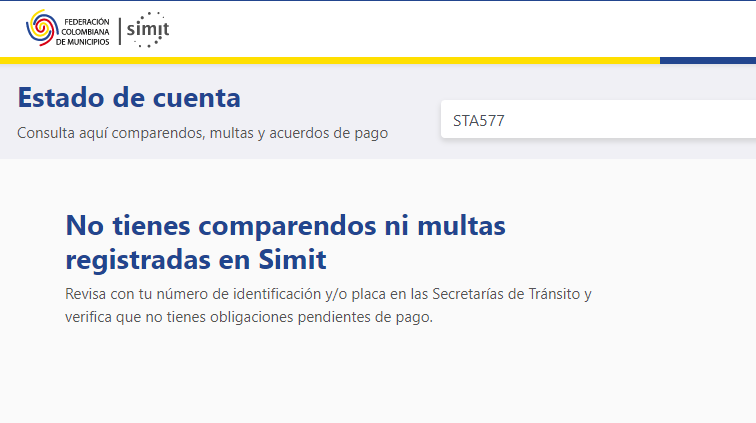 FEDERACIÓN
COLOMBIANA
DE MUNICIPIOS
simit
Estado de cuenta
Consulta aquí comparendos, multas y acuerdos de pago
STA577
No tienes comparendos ni multas
registradas en Simit
Revisa con tu número de identificación y/o placa en las Secretarías de Tránsito y
verifica que no tienes obligaciones pendientes de pago.